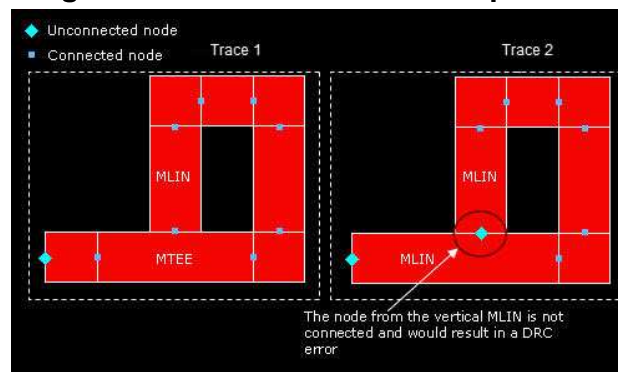 Unconnected node
Connected node
Trace 1
Trace 2
MLIN
MLIN
MTEE
MLIN
The node from the vertical MLIN is not
connected and would result in a DRC
error